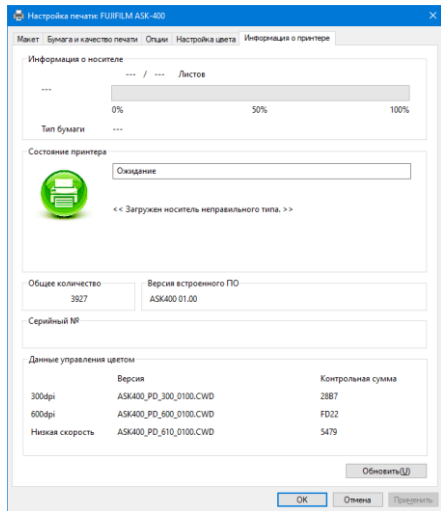 Настройка печати: FUJIFILM ASK-400
Макет Бумага и качество печати Опции Настройка цвета Информация о принтере
Информация о носителе
--- / --- Листов
---
0% 50% 100%
Тип бумаги ---
Состояние принтера
Ожидание
<< Загружен носитель неправильного типа. >>
Общее количество Версия встроенного ПО
3927 ASK400 01.00
Серийный №
Данные управления цветом
Версия Контрольная сумма
300dpi ASK400_PD_300_0100.CWD 28B7
600dpi ASK400_PD_600_0100.CWD FD22
Низкая скорость ASK400_PD_610_0100.CWD 5479
Обновить(U)
OK Отмена Применить